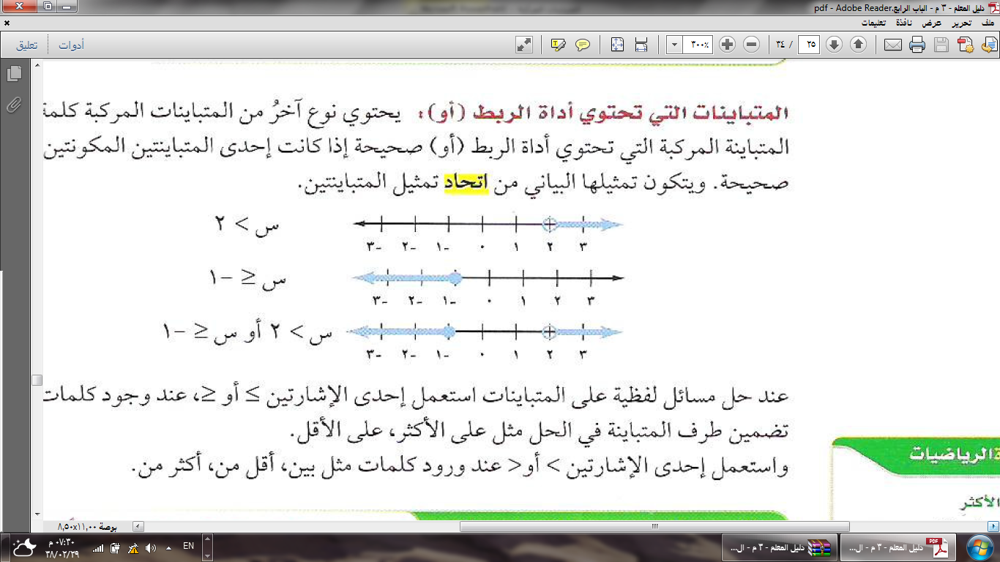 دليل المعلم - ٣ م - الباب الرابع.pdf - Adobe Reader
ملف تحرير عرض نافذة تعليمات
٢٥ / ٣٤ ٣٠٠٪ أدوات تعليق
المتباينات التي تحتوي أداة الربط (أو): يحتوي نوع آخرُ من المتباينات المركبة كلمة
المتباينة المركبة التي تحتوي أداة الربط (أو) صحيحة إذا كانت إحدى المتباينتين المكونتين
صحيحة. ويتكون تمثيلها البياني من اتحاد تمثيل المتباينتين.
س > ٢
-٣ -٢ -١ ٠ ١ ٢ ٣
س ≤ -١
-٣ -٢ -١ ٠ ١ ٢ ٣
س > ٢ أو س ≤ -١
-٣ -٢ -١ ٠ ١ ٢ ٣
عند حل مسائل لفظية على المتباينات استعمل إحدى الإشارتين ≥ أو ≤، عند وجود كلمات
تضمين طرف المتباينة في الحل مثل على الأكثر، على الأقل.
واستعمل إحدى الإشارتين > أو < عند ورود كلمات مثل بين، أقل من، أكثر من.
ة الرياضيات
الأكثر
٨,٥٠x١١,٠٠ بوصة
دليل المعلم - ٣ م - ال...
دليل المعلم - ٣ م - ال...
EN
٠٧:٣٠ م
٣٨/٠٢/٢٩